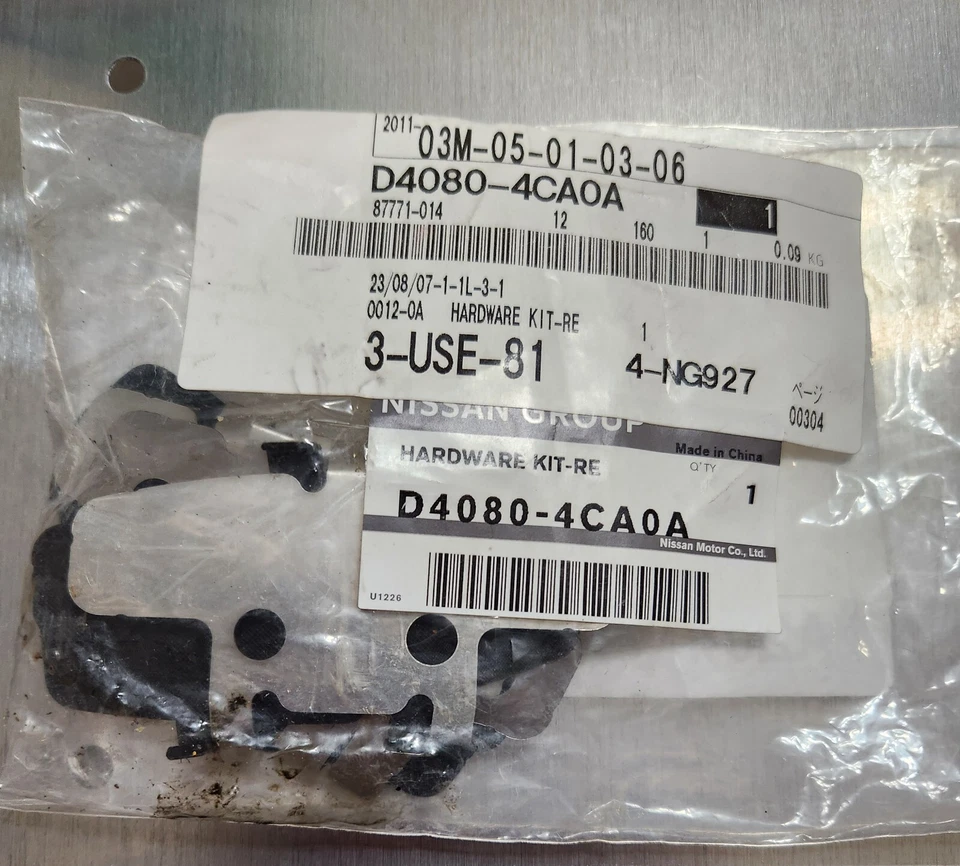 2011-
03M-05-01-03-06
D4080-4CA0A
1
87771-014 12 160 1 0.09 KG
23/08/07-1-1L-3-1
0012-0A HARDWARE KIT-RE 1
3-USE-81 4-NG927
ページ
00304
NISSAN GROUP
Made in China
HARDWARE KIT-RE Q'TY
1
D4080-4CA0A
Nissan Motor Co., Ltd.
U1226